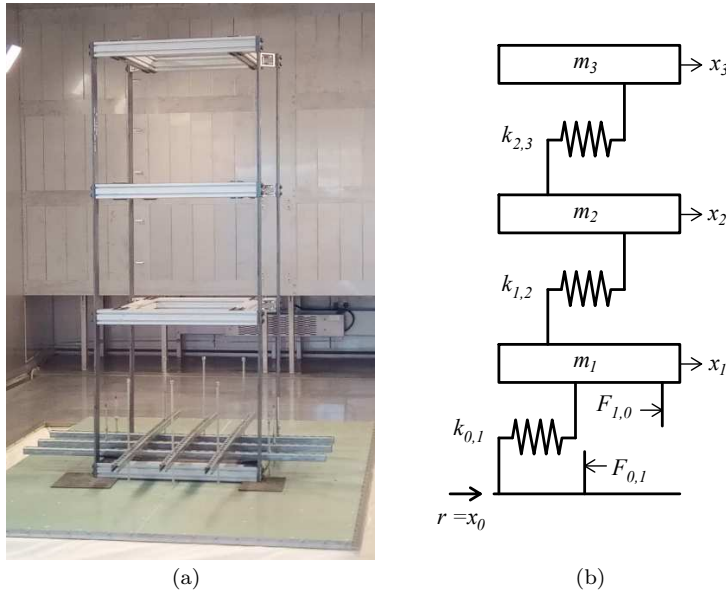 m3
x3
k2,3
m2
x2
k1,2
m1
x1
F1,0
k0,1
F0,1
r =x0
(a)
(b)